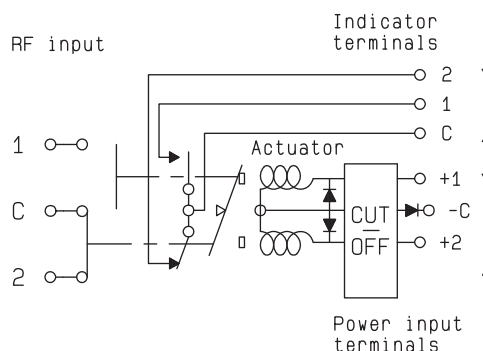 Indicator
terminals
RF input
2
1
C
1
Actuator
+1
C
CUT
OFF
-C
+2
2
Power input
terminals